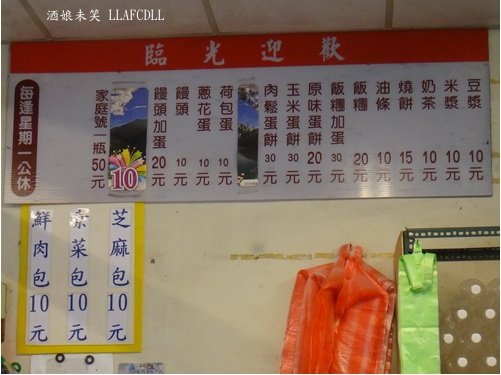 酒娘未笑 LLAFCDLL
臨光迎歡
豆漿 10元
米漿 10元
奶茶 10元
燒餅 15元
油條 10元
飯糰 20元
飯糰加蛋 30元
原味蛋餅 20元
玉米蛋餅 30元
肉鬆蛋餅 30元
荷包蛋 10元
蔥花蛋 10元
饅頭 10元
饅頭加蛋 20元
10
家庭號一瓶50元
每逢星期一公休
芝麻包10元
素菜包10元
鮮肉包10元